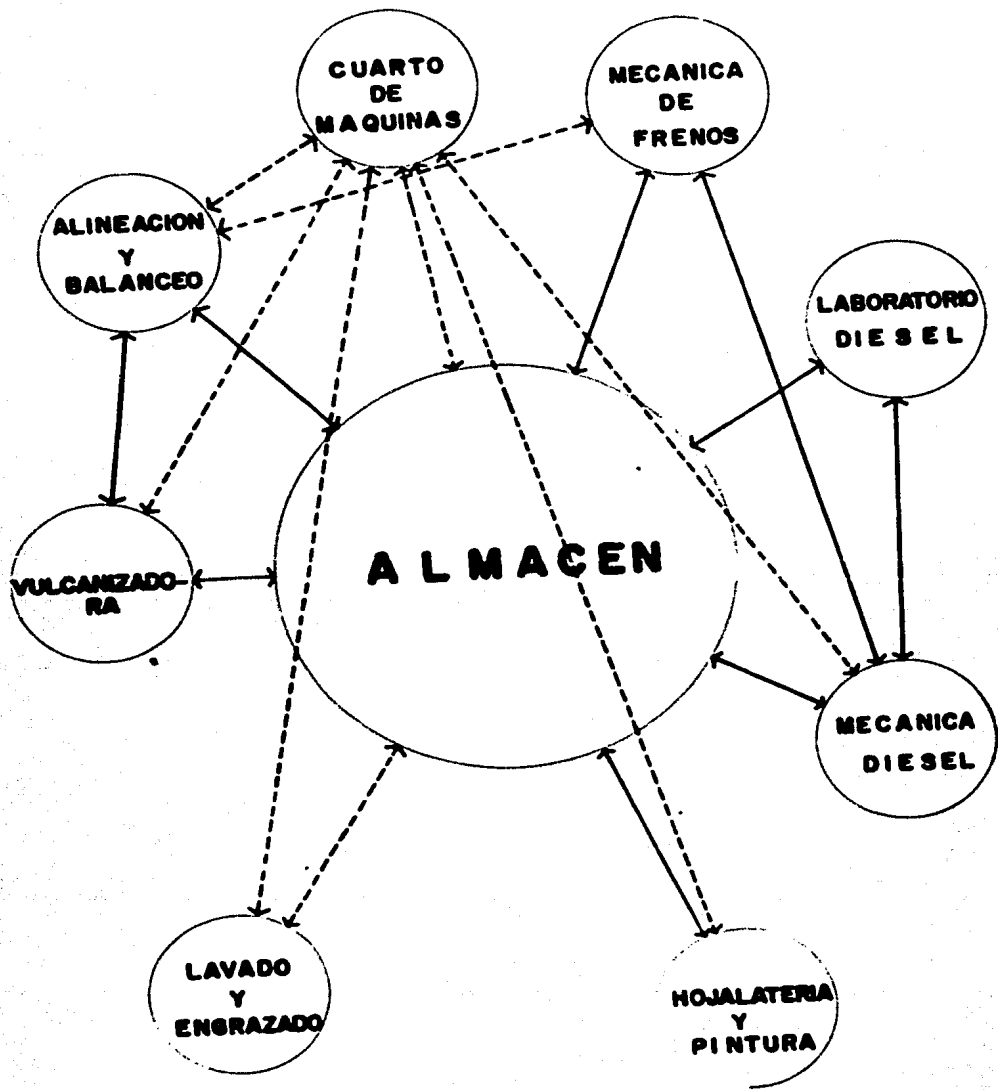 CUARTO
DE
MAQUINAS
MECANICA
DE
FRENOS
ALINEACION
Y
BALANCEO
LABORATORIO
DIESEL
ALMACEN
VULCANIZADO-
RA
MECANICA
DIESEL
LAVADO
Y
ENGRAZADO
HOJALATERIA
Y
PINTURA